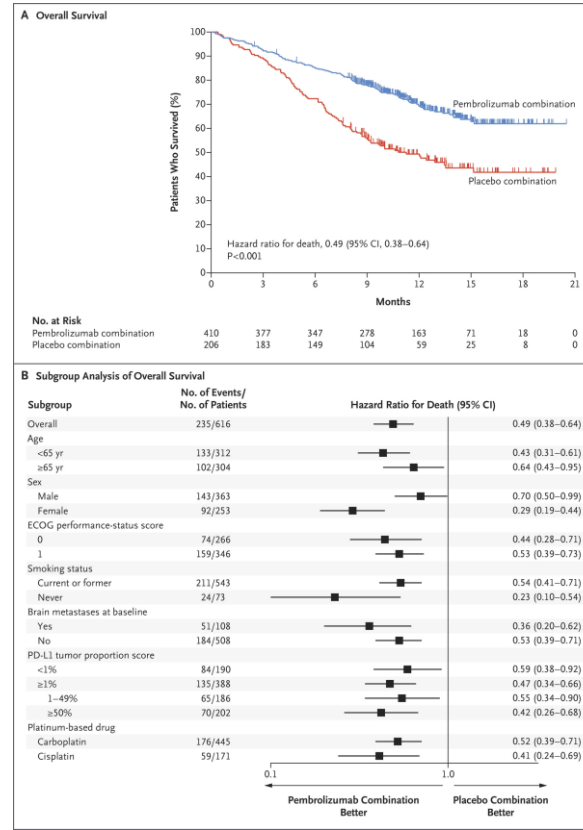 A Overall Survival
100
90
80
70
60
50
40
30
20
10
0
Patients Who Survived (%)
Pembrolizumab combination
Placebo combination
Hazard ratio for death, 0.49 (95% CI, 0.38–0.64)
P<0.001
0 3 6 9 12 15 18 21
Months
No. at Risk
Pembrolizumab combination 410 377 347 278 163 71 18 0
Placebo combination 206 183 149 104 59 25 8 0
B Subgroup Analysis of Overall Survival
Subgroup No. of Events/ No. of Patients Hazard Ratio for Death (95% CI)
Overall 235/616 0.49 (0.38–0.64)
Age
<65 yr 133/312 0.43 (0.31–0.61)
≥65 yr 102/304 0.64 (0.43–0.95)
Sex
Male 143/363 0.70 (0.50–0.99)
Female 92/253 0.29 (0.19–0.44)
ECOG performance-status score
0 74/266 0.44 (0.28–0.71)
1 159/346 0.53 (0.39–0.73)
Smoking status
Current or former 211/543 0.54 (0.41–0.71)
Never 24/73 0.23 (0.10–0.54)
Brain metastases at baseline
Yes 51/108 0.36 (0.20–0.62)
No 184/508 0.53 (0.39–0.71)
PD-L1 tumor proportion score
<1% 84/190 0.59 (0.38–0.92)
≥1% 135/388 0.47 (0.34–0.66)
1–49% 65/186 0.55 (0.34–0.90)
≥50% 70/202 0.42 (0.26–0.68)
Platinum-based drug
Carboplatin 176/445 0.52 (0.39–0.71)
Cisplatin 59/171 0.41 (0.24–0.69)
0.1 1.0
Pembrolizumab Combination Placebo Combination
Better Better